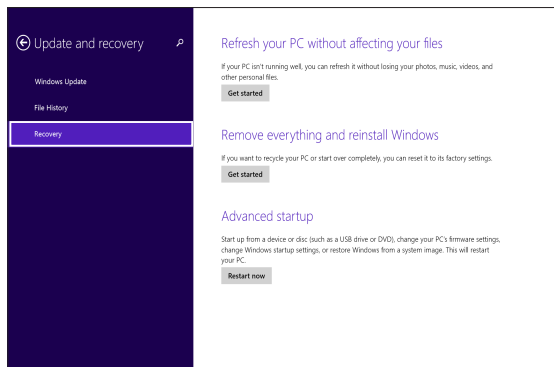 Update and recovery
Windows Update
File History
Recovery
Refresh your PC without affecting your files
If your PC isn't running well, you can refresh it without losing your photos, music, videos, and
other personal files.
Get started
Remove everything and reinstall Windows
If you want to recycle your PC or start over completely, you can reset it to its factory settings.
Get started
Advanced startup
Start up from a device or disc (such as a USB drive or DVD), change your PC's firmware settings,
change Windows startup settings, or restore Windows from a system image. This will restart
your PC.
Restart now